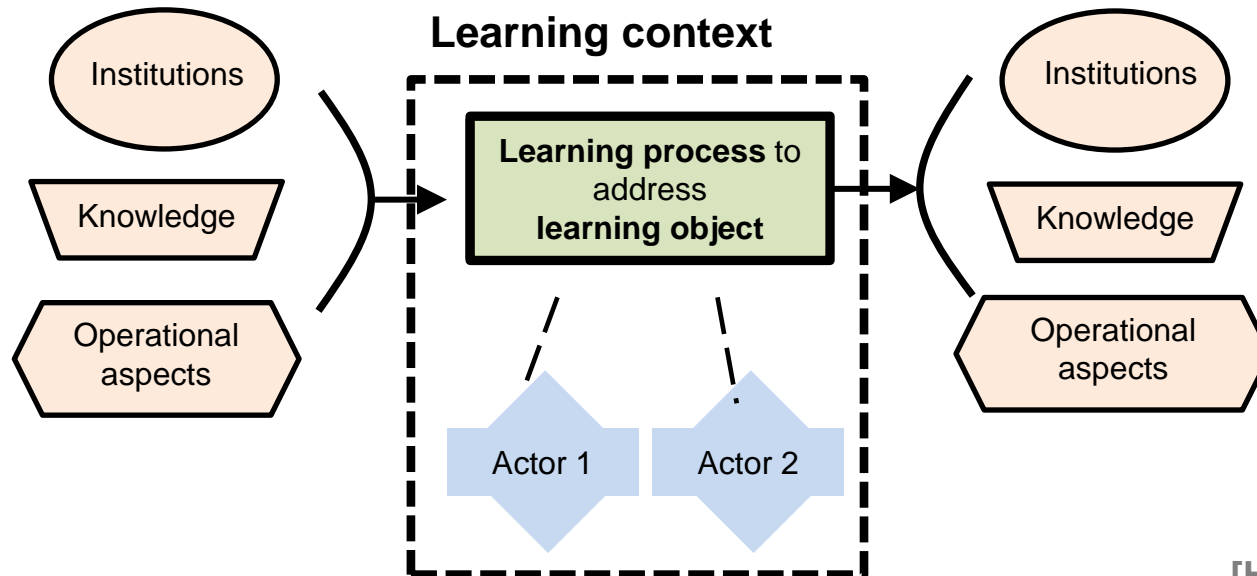 Learning context
Institutions
Knowledge
Operational
aspects
Learning process to
address
learning object
Actor 1
Actor 2
Institutions
Knowledge
Operational
aspects